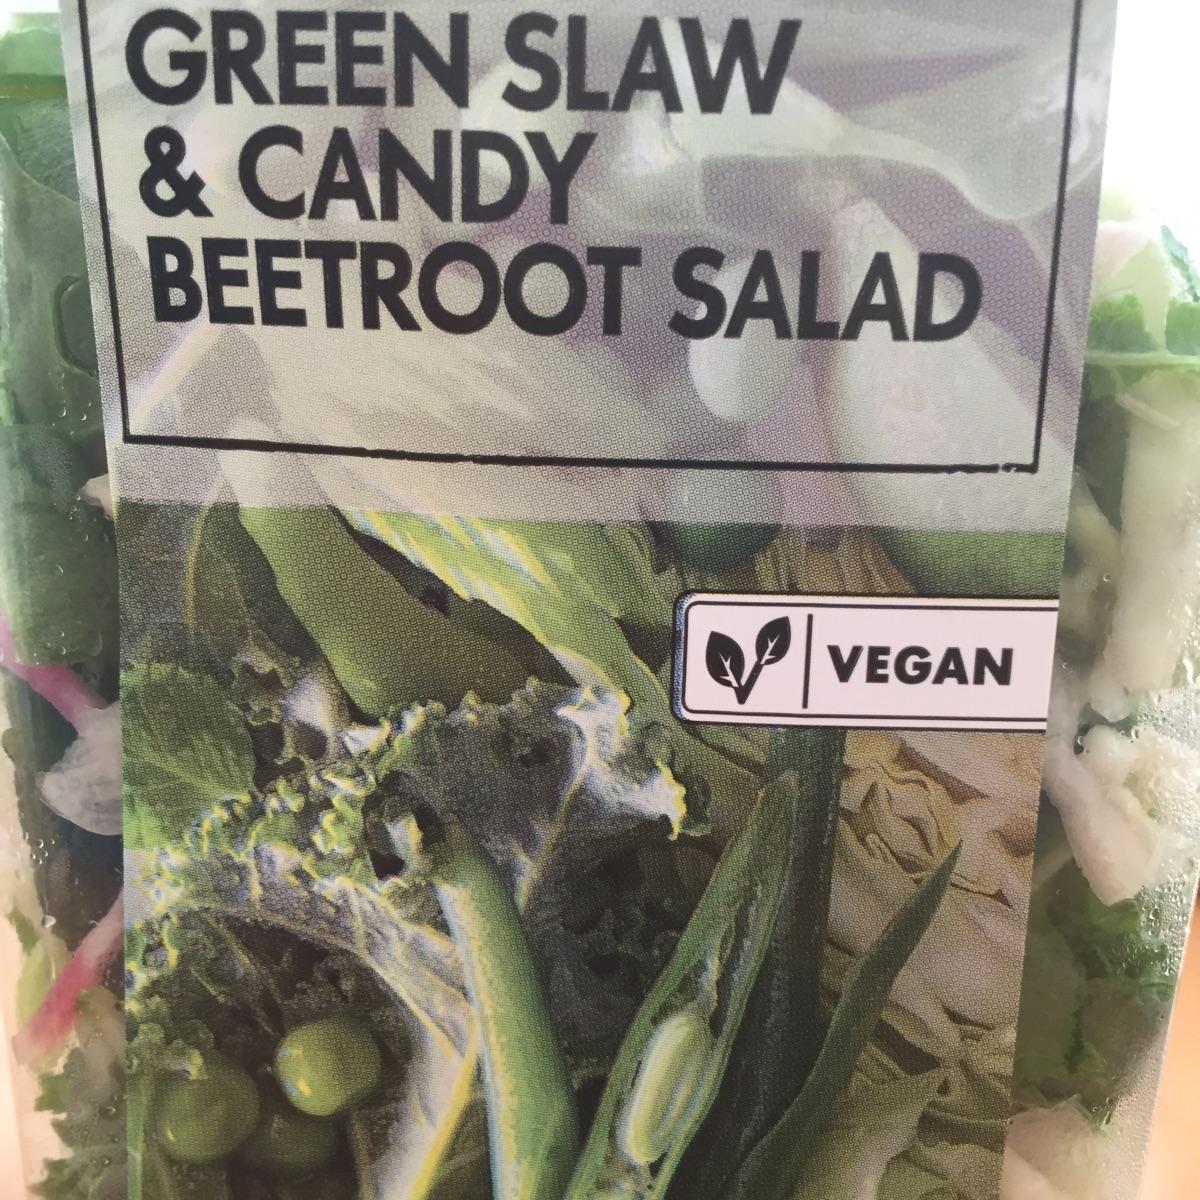 GREEN SLAW
& CANDY
BEETROOT SALAD
VEGAN